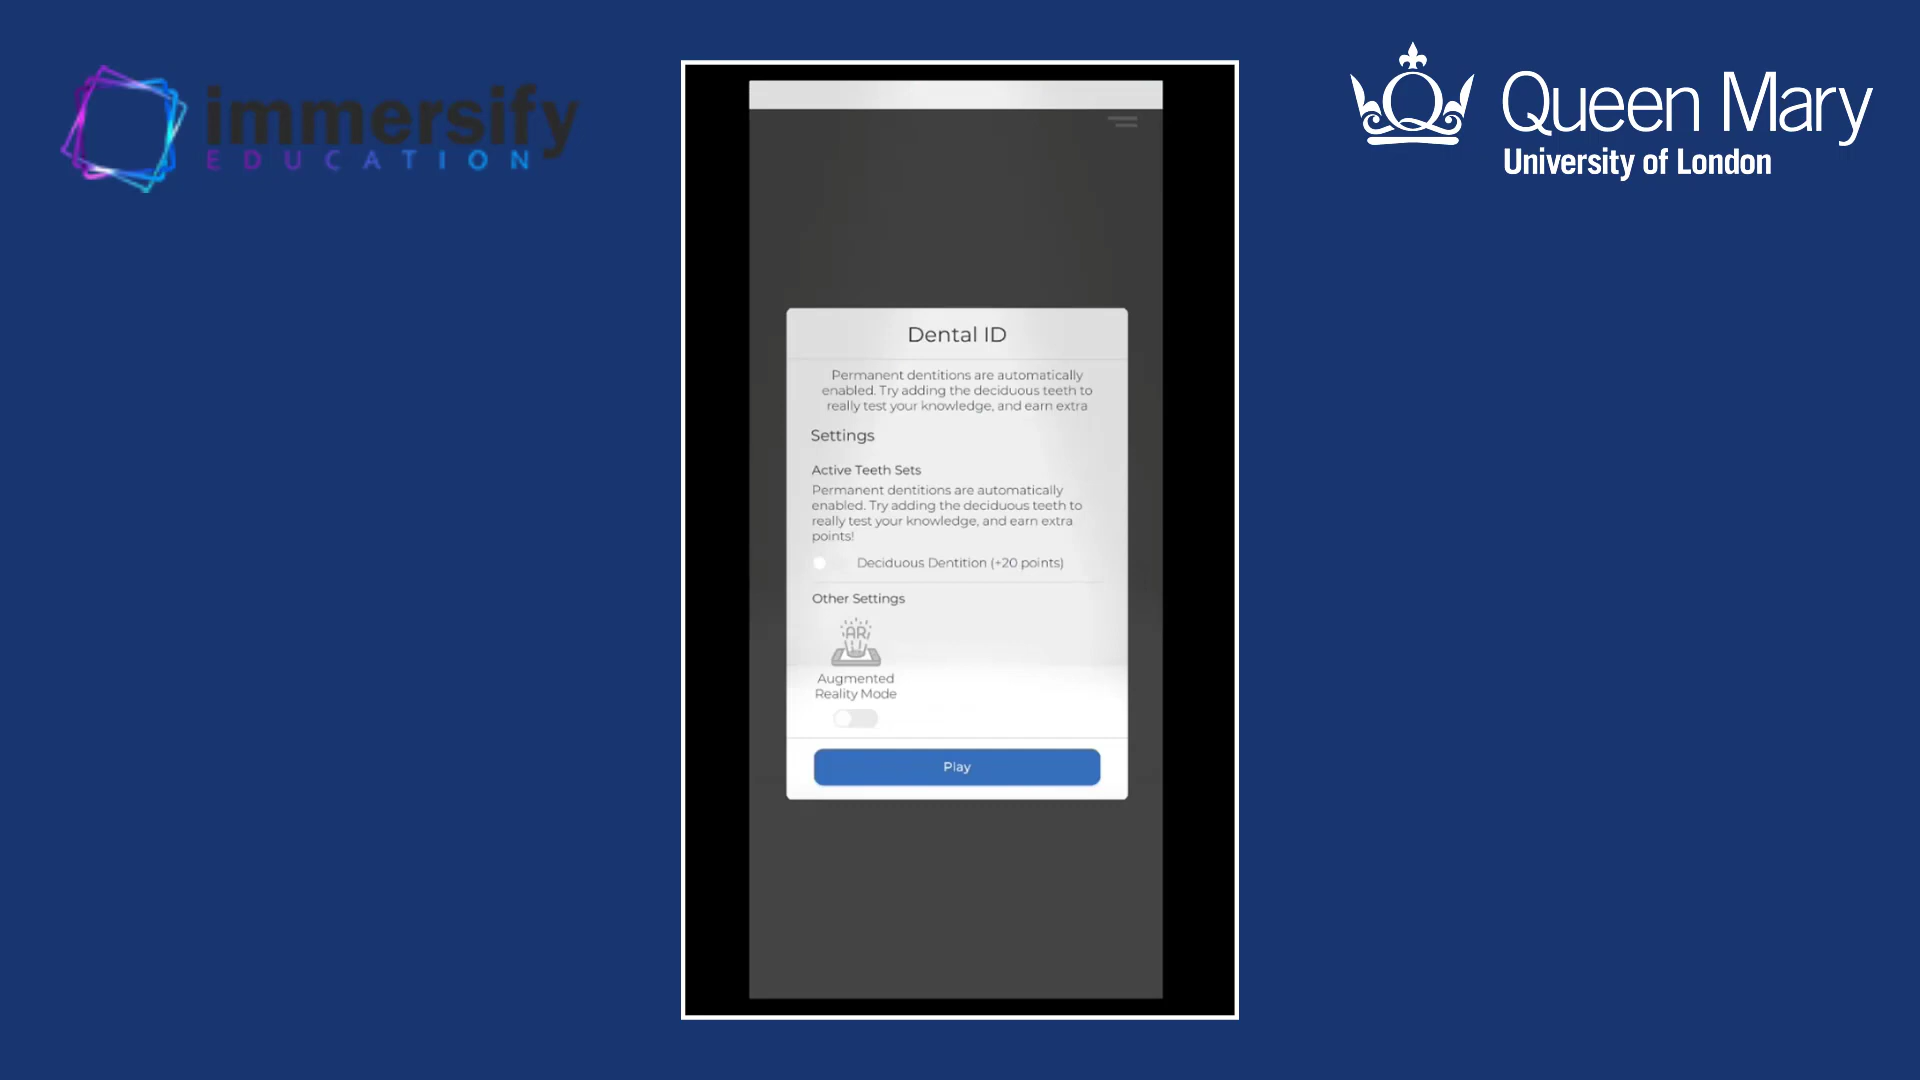 immersify
EDUCATION
Queen Mary
University of London
Dental ID
Permanent dentitions are automatically
enabled. Try adding the deciduous teeth to
really test your knowledge, and earn extra
Settings
Active Teeth Sets
Permanent dentitions are automatically
enabled. Try adding the deciduous teeth to
really test your knowledge, and earn extra
points!
Deciduous Dentition (+20 points)
Other Settings
AR
Augmented
Reality Mode
Play